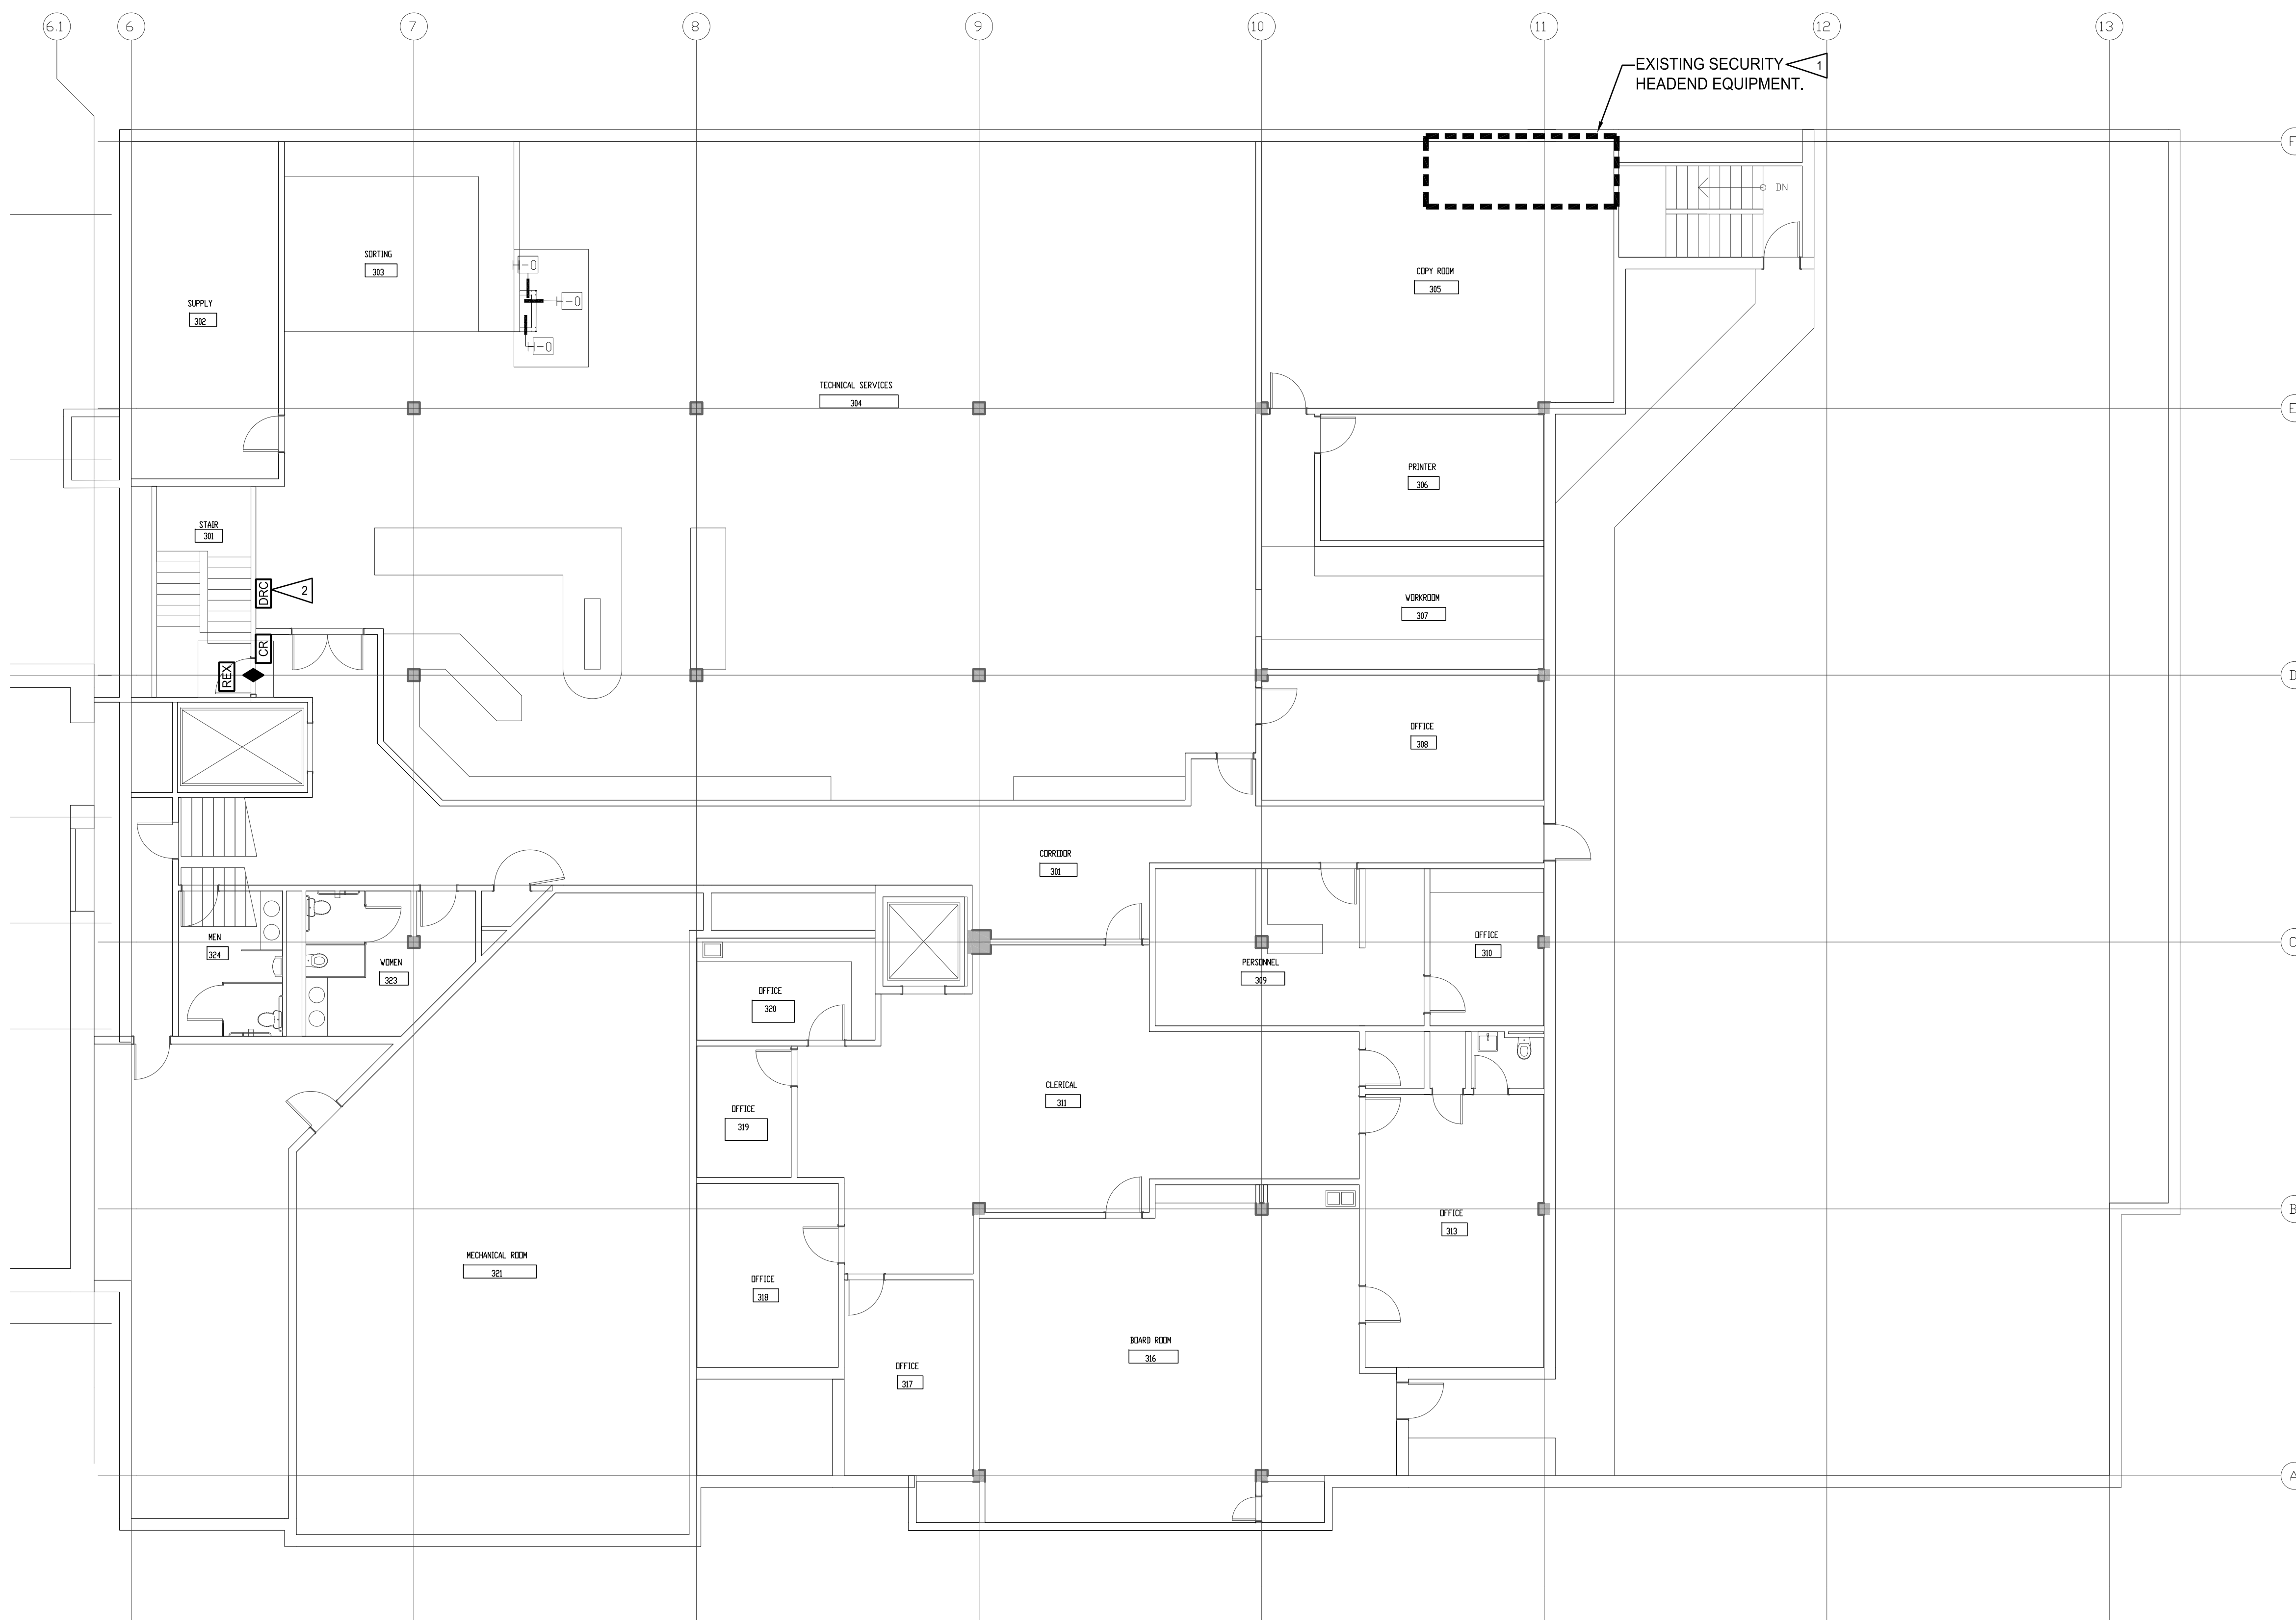 6.1
6
7
8
9
10
11
12
13
EXISTING SECURITY
HEADEND EQUIPMENT.
1
F
DN
SORTING
303
COPY ROOM
305
SUPPLY
302
TECHNICAL SERVICES
304
E
PRINTER
306
STAIR
301
DRC
2
WORKROOM
307
CR
REX
D
OFFICE
308
CORRIDOR
301
MEN
324
WOMEN
323
OFFICE
310
PERSONNEL
309
C
OFFICE
320
CLERICAL
311
OFFICE
319
OFFICE
313
B
MECHANICAL ROOM
321
OFFICE
318
BOARD ROOM
316
OFFICE
317
A